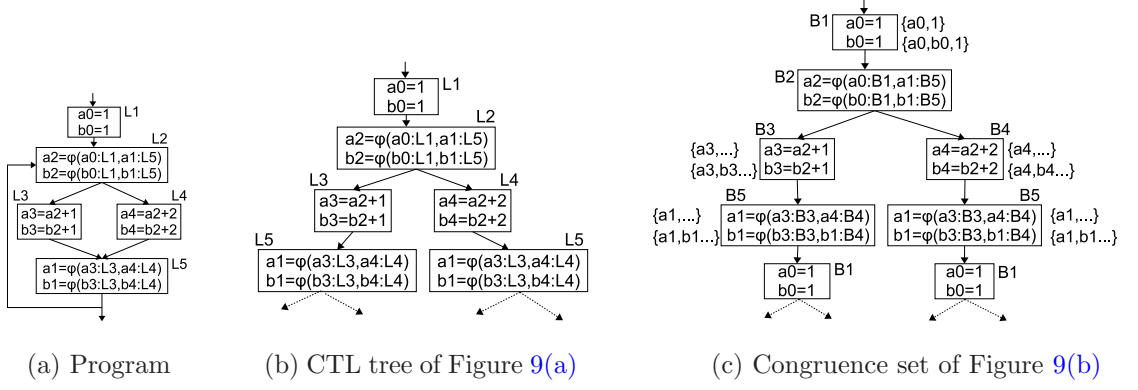 a0=1
b0=1
L1
L2
a2=φ(a0:L1,a1:L5)
b2=φ(b0:L1,b1:L5)
L3
L4
a3=a2+1
b3=b2+1
a4=a2+2
b4=b2+2
L5
a1=φ(a3:L3,a4:L4)
b1=φ(b3:L3,b4:L4)
(a) Program
a0=1
b0=1
L1
L2
a2=φ(a0:L1,a1:L5)
b2=φ(b0:L1,b1:L5)
L3
L4
a3=a2+1
b3=b2+1
a4=a2+2
b4=b2+2
L5
L5
a1=φ(a3:L3,a4:L4)
b1=φ(b3:L3,b4:L4)
a1=φ(a3:L3,a4:L4)
b1=φ(b3:L3,b4:L4)
(b) CTL tree of Figure 9(a)
B1
a0=1
b0=1
{a0,1}
{a0,b0,1}
B2
a2=φ(a0:B1,a1:B5)
b2=φ(b0:B1,b1:B5)
B3
B4
{a3,...}
{a3,b3...}
a3=a2+1
b3=b2+1
a4=a2+2
b4=b2+2
{a4,...}
{a4,b4...}
B5
B5
{a1,...}
{a1,b1...}
a1=φ(a3:B3,a4:B4)
b1=φ(b3:B3,b1:B4)
a1=φ(a3:B3,a4:B4)
b1=φ(b3:B3,b1:B4)
{a1,...}
{a1,b1...}
a0=1
b0=1
B1
a0=1
b0=1
B1
(c) Congruence set of Figure 9(b)